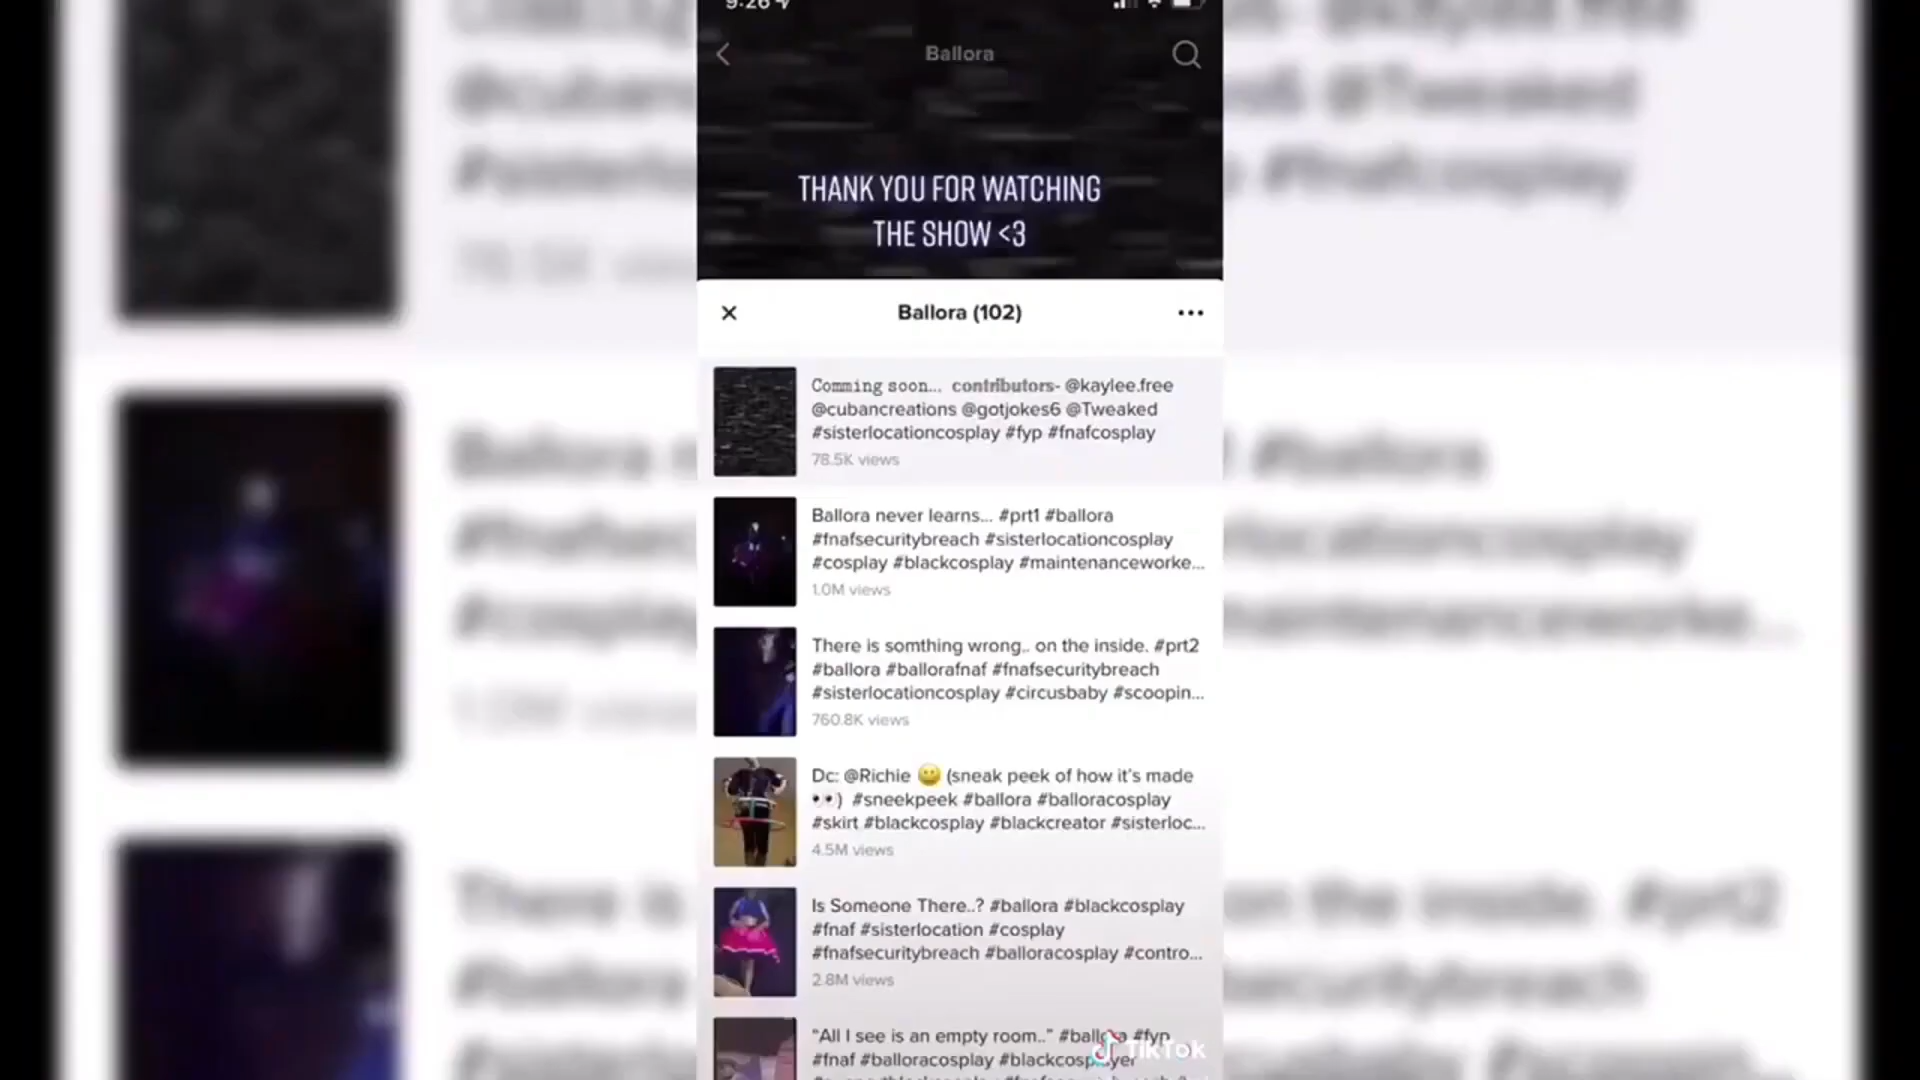 9:26
Ballora
THANK YOU FOR WATCHING
THE SHOW <3
Ballora (102)
Comming soon... contributors- @kaylee.free
@cubancreations @gotjokes6 @Tweaked
#sisterlocationcosplay #fyp #fnafcosplay
78.5K views
Ballora never learns... #prt1 #ballora
#fnafsecuritybreach #sisterlocationcosplay
#cosplay #blackcosplay #maintenanceworke...
1.0M views
There is somthing wrong.. on the inside. #prt2
#ballora #ballorafnaf #fnafsecuritybreach
#sisterlocationcosplay #circusbaby #scoopin...
760.8K views
Dc: @Richie 😀 (sneak peek of how it's made
👀) #sneekpeek #ballora #balloracosplay
#skirt #blackcosplay #blackcreator #sisterloc...
4.5M views
Is Someone There..? #ballora #blackcosplay
#fnaf #sisterlocation #cosplay
#fnafsecuritybreach #balloracosplay #contro...
2.8M views
"All I see is an empty room.." #ballora #fyp
#fnaf #balloracosplay #blackcosplayer
TikTok